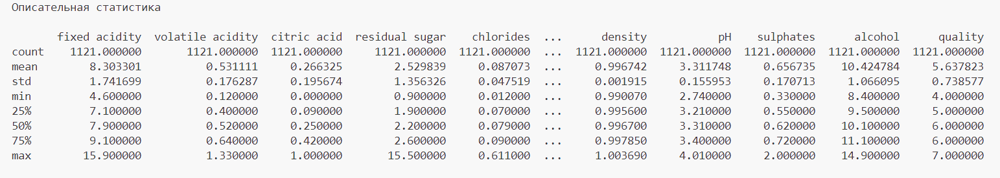 Описательная статистика
fixed acidity volatile acidity citric acid residual sugar chlorides ... density pH sulphates alcohol quality
count 1121.000000 1121.000000 1121.000000 1121.000000 1121.000000 ... 1121.000000 1121.000000 1121.000000 1121.000000 1121.000000
mean 8.303301 0.531111 0.266325 2.529839 0.087073 ... 0.996742 3.311748 0.656735 10.424784 5.637823
std 1.741699 0.176287 0.195674 1.356326 0.047519 ... 0.001915 0.155953 0.170713 1.066095 0.738577
min 4.600000 0.120000 0.000000 0.900000 0.012000 ... 0.990070 2.740000 0.330000 8.400000 4.000000
25% 7.100000 0.400000 0.090000 1.900000 0.070000 ... 0.995600 3.210000 0.550000 9.500000 5.000000
50% 7.900000 0.520000 0.250000 2.200000 0.079000 ... 0.996700 3.310000 0.620000 10.100000 6.000000
75% 9.100000 0.640000 0.420000 2.600000 0.090000 ... 0.997850 3.400000 0.720000 11.100000 6.000000
max 15.900000 1.330000 1.000000 15.500000 0.611000 ... 1.003690 4.010000 2.000000 14.900000 7.000000